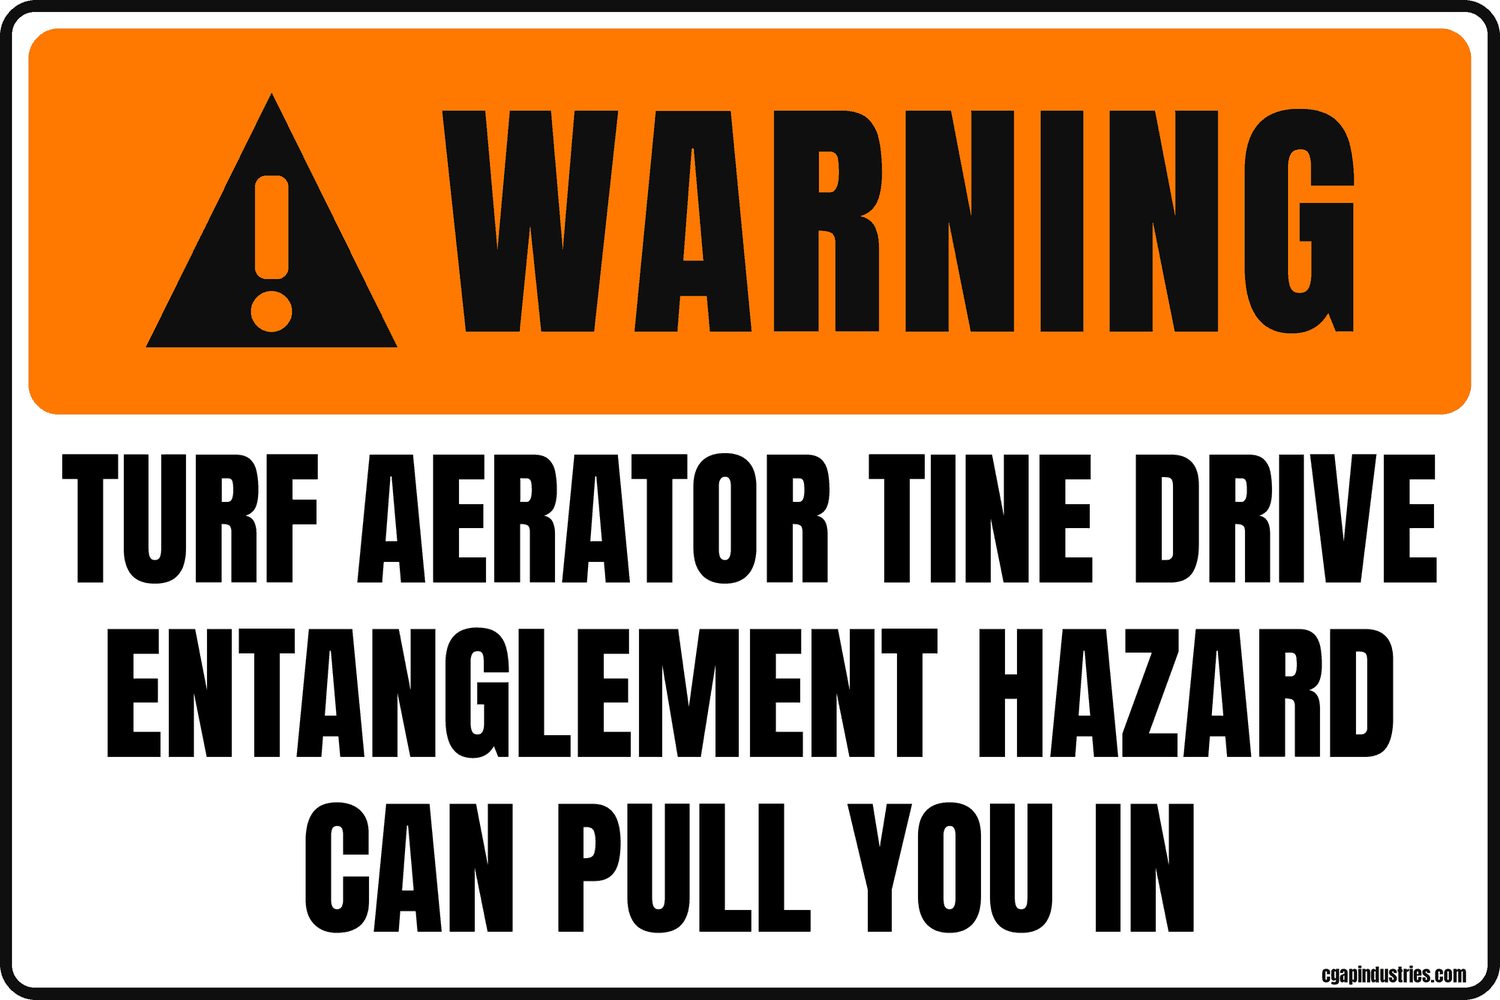 WARNING
TURF AERATOR TINE DRIVE
ENTANGLEMENT HAZARD
CAN PULL YOU IN
cgapindustries.com